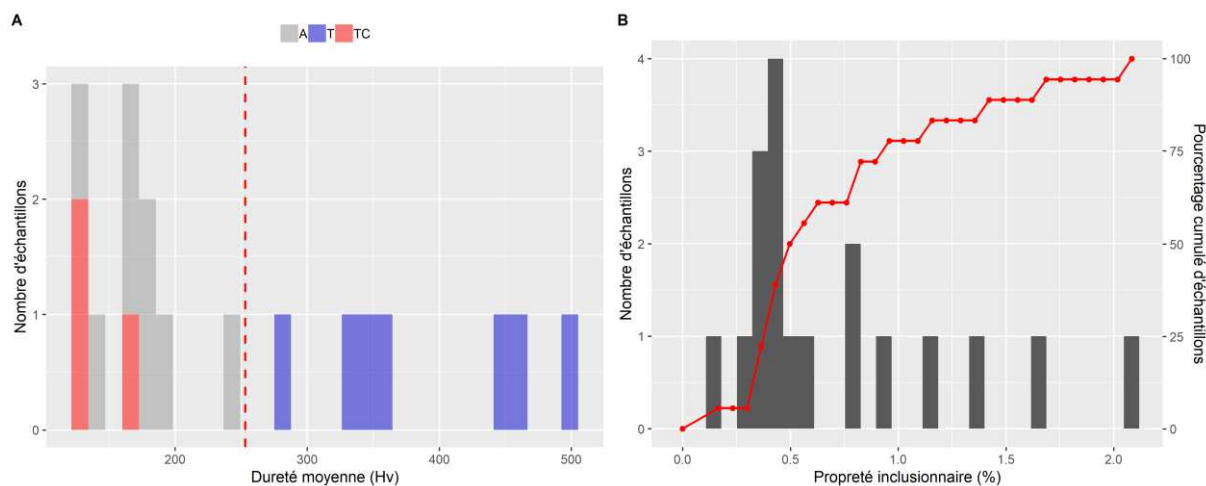 A
A T TC
3
2
1
0
Nombre d'échantillons
200 300 400 500
Dureté moyenne (Hv)
B
4
3
2
1
0
Nombre d'échantillons
100
75
50
25
0
Pourcentage cumulé d'échantillons
0.0 0.5 1.0 1.5 2.0
Propreté inclusionnaire (%)